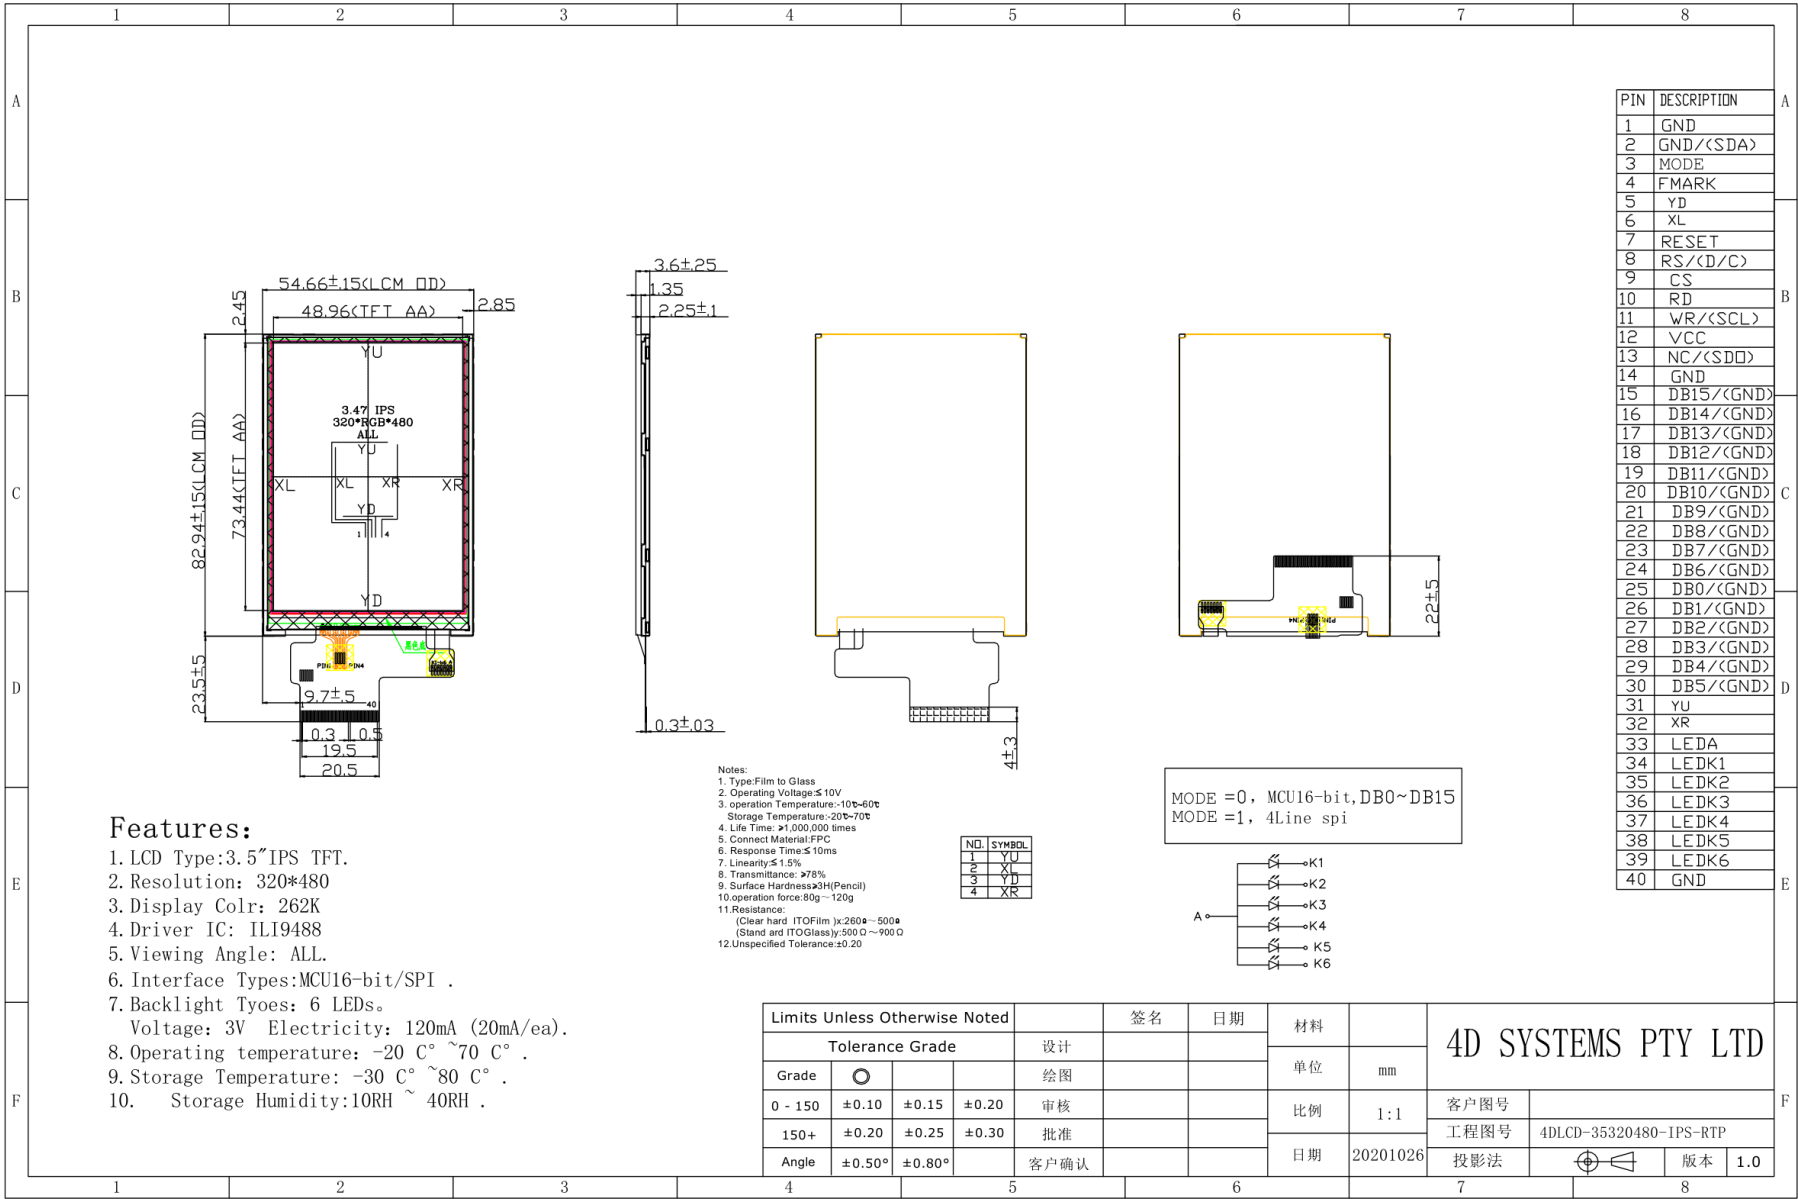 1 2 3 4 5 6 7 8
A A
B B
C C
D D
E E
F F
1 2 3 4 5 6 7 8
54.66±.15(LCM OD)
48.96(TFT AA)
2.85
2.45
82.94±.15(LCM OD)
73.44(TFT AA)
23.5±.5
YU
3.47 IPS
320*RGB*480
ALL
YU
XL XL XR XR
YD
1 4
YD
黑色
PIN1 PIN4
9.7±.5
1 40
0.3 0.5
19.5
20.5
3.6±.25
1.35
2.25±.1
0.3±.03
4±.3
PIN1 PIN4
22±.5
PIN DESCRIPTION
1 GND
2 GND/(SDA)
3 MODE
4 FMARK
5 YD
6 XL
7 RESET
8 RS/(D/C)
9 CS
10 RD
11 WR/(SCL)
12 VCC
13 NC/(SDO)
14 GND
15 DB15/(GND)
16 DB14/(GND)
17 DB13/(GND)
18 DB12/(GND)
19 DB11/(GND)
20 DB10/(GND)
21 DB9/(GND)
22 DB8/(GND)
23 DB7/(GND)
24 DB6/(GND)
25 DB0/(GND)
26 DB1/(GND)
27 DB2/(GND)
28 DB3/(GND)
29 DB4/(GND)
30 DB5/(GND)
31 YU
32 XR
33 LEDA
34 LEDK1
35 LEDK2
36 LEDK3
37 LEDK4
38 LEDK5
39 LEDK6
40 GND
Notes:
1. Type:Film to Glass
2. Operating Voltage:≤10V
3. operation Temperature:-10℃~60℃
Storage Temperature:-20℃~70℃
4. Life Time: ≥1,000,000 times
5. Connect Material:FPC
6. Response Time:≤10ms
7. Linearity:≤1.5%
8. Transmittance: ≥78%
9. Surface Hardness≥3H(Pencil)
10.operation force:80g～120g
11.Resistance:
(Clear hard ITOFilm )x:260Ω～500Ω
(Stand ard ITOGlass)y:500Ω～900Ω
12.Unspecified Tolerance:±0.20
NO. SYMBOL
1 YU
2 XL
3 YD
4 XR
MODE =0, MCU16-bit,DB0~DB15
MODE =1, 4Line spi
A
K1
K2
K3
K4
K5
K6
Features:
1.LCD Type:3.5″IPS TFT.
2.Resolution: 320*480
3.Display Colr: 262K
4.Driver IC: ILI9488
5.Viewing Angle: ALL.
6.Interface Types:MCU16-bit/SPI .
7.Backlight Tyoes: 6 LEDs。
Voltage: 3V Electricity: 120mA (20mA/ea).
8.Operating temperature: -20 C° ~70 C° .
9.Storage Temperature: -30 C° ~80 C° .
10. Storage Humidity:10RH ~ 40RH .
Limits Unless Otherwise Noted
Tolerance Grade
Grade
0 - 150 ±0.10 ±0.15 ±0.20
150+ ±0.20 ±0.25 ±0.30
Angle ±0.50° ±0.80°
签名 日期
设计
绘图
审核
批准
客户确认
材料
单位 mm
比例 1:1
日期 20201026
4D SYSTEMS PTY LTD
客户图号
工程图号 4DLCD-35320480-IPS-RTP
投影法 版本 1.0